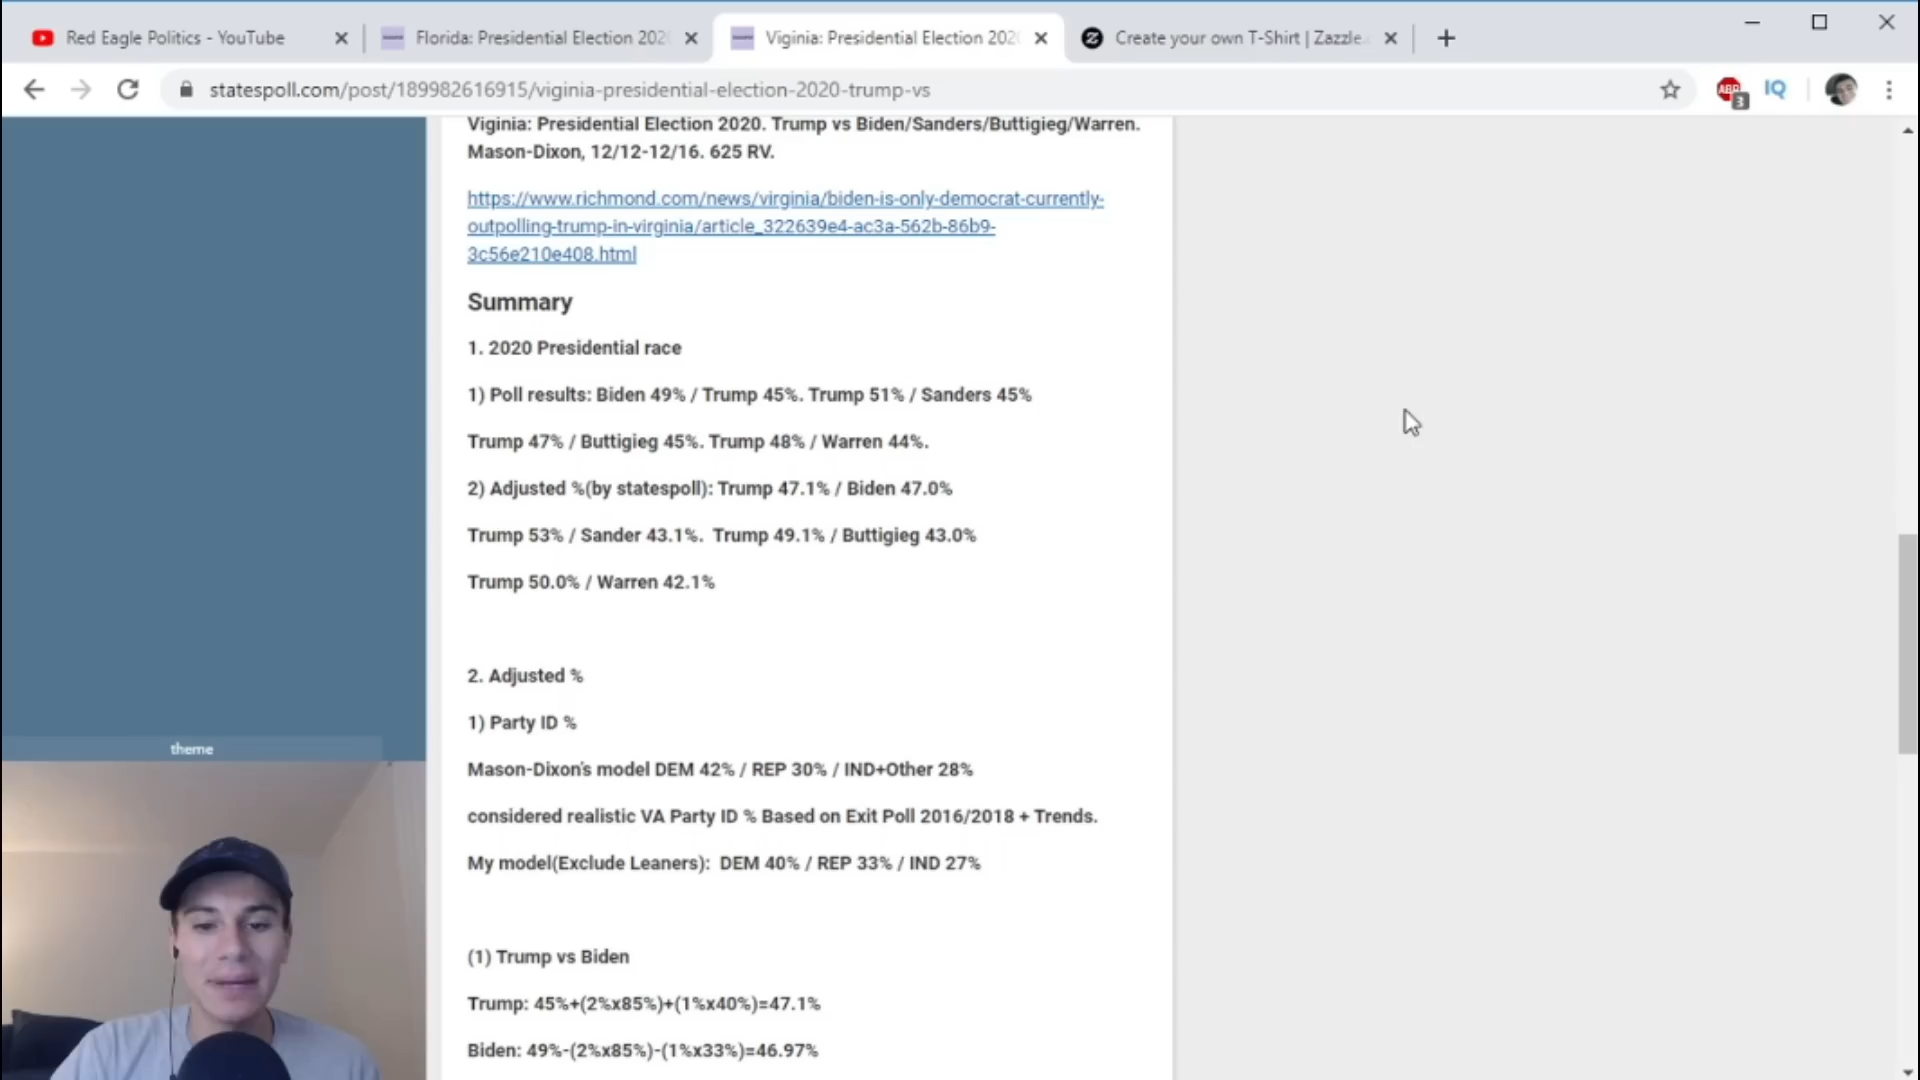 Red Eagle Politics - YouTube
Florida: Presidential Election 202
Viginia: Presidential Election 202
Create your own T-Shirt | Zazzle.
statespoll.com/post/189982616915/viginia-presidential-election-2020-trump-vs
ABP
3
IQ
Viginia: Presidential Election 2020. Trump vs Biden/Sanders/Buttigieg/Warren.
Mason-Dixon, 12/12-12/16. 625 RV.
https://www.richmond.com/news/virginia/biden-is-only-democrat-currently-
outpolling-trump-in-virginia/article_322639e4-ac3a-562b-86b9-
3c56e210e408.html
Summary
1. 2020 Presidential race
1) Poll results: Biden 49% / Trump 45%. Trump 51% / Sanders 45%
Trump 47% / Buttigieg 45%. Trump 48% / Warren 44%.
2) Adjusted %(by statespoll): Trump 47.1% / Biden 47.0%
Trump 53% / Sander 43.1%. Trump 49.1% / Buttigieg 43.0%
Trump 50.0% / Warren 42.1%
2. Adjusted %
1) Party ID %
theme
Mason-Dixon's model DEM 42% / REP 30% / IND+Other 28%
considered realistic VA Party ID % Based on Exit Poll 2016/2018 + Trends.
My model(Exclude Leaners): DEM 40% / REP 33% / IND 27%
(1) Trump vs Biden
Trump: 45%+(2%x85%)+(1%x40%)=47.1%
Biden: 49%-(2%x85%)-(1%x33%)=46.97%